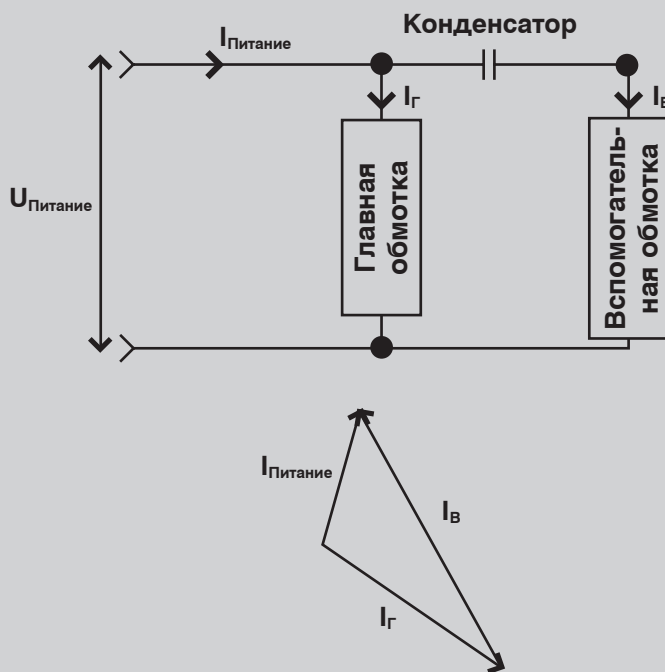 Конденсатор
IПитание
IГ
IВ
UПитание
Главная
обмотка
Вспомогатель-
ная обмотка
IПитание
IВ
IГ